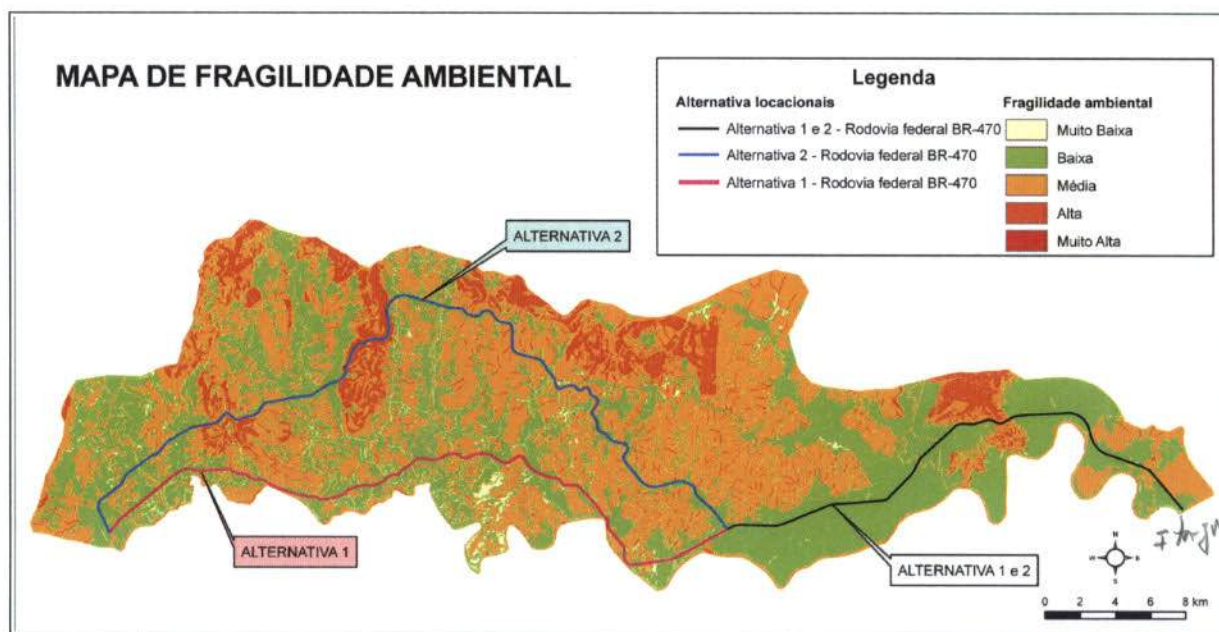 MAPA DE FRAGILIDADE AMBIENTAL
Legenda
Alternativa locacionais
Alternativa 1 e 2 - Rodovia federal BR-470
Alternativa 2 - Rodovia federal BR-470
Alternativa 1 - Rodovia federal BR-470
Fragilidade ambiental
Muito Baixa
Baixa
Média
Alta
Muito Alta
ALTERNATIVA 2
ALTERNATIVA 1
ALTERNATIVA 1 e 2
N
W E
S
0 2 4 6 8 km